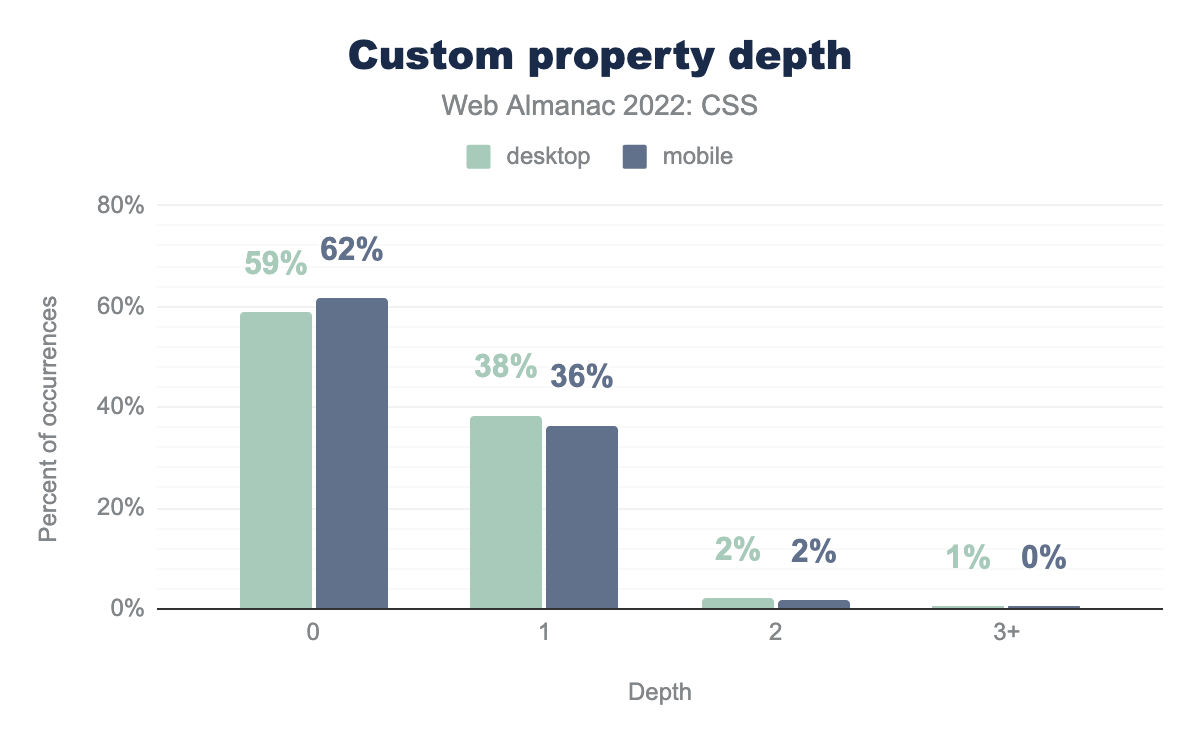 Custom property depth
Web Almanac 2022: CSS
desktop mobile
80%
60%
40%
20%
0%
Percent of occurrences
59% 62%
38% 36%
2% 2%
1% 0%
0 1 2 3+
Depth